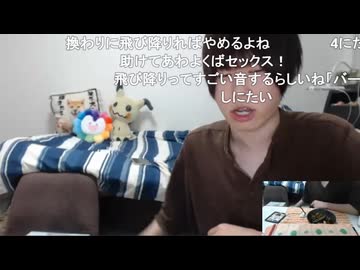 換わりに飛び降りればやめるよね
4にた
助けてあわよくばセックス！
飛び降りってすごい音するらしいね「バー
しにたい